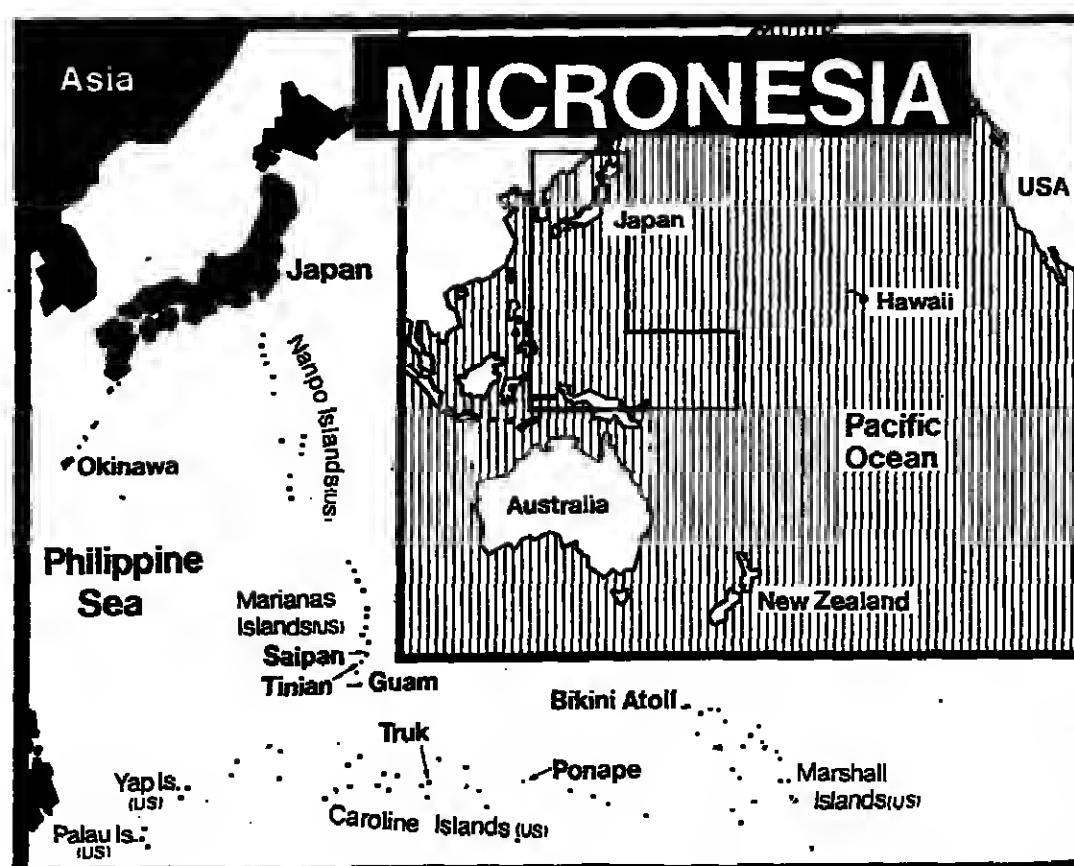 MICRONESIA
Asia
Japan
Nanpo Islands(US)
Okinawa
Philippine
Sea
Marianas
Islands(US)
Saipan
Tinian
Guam
Truk
Ponape
Bikini Atoll
Yap Is.
(US)
Palau Is.
(US)
Caroline Islands (US)
Marshall
Islands(US)
Japan
USA
Hawaii
Pacific
Ocean
Australia
New Zealand